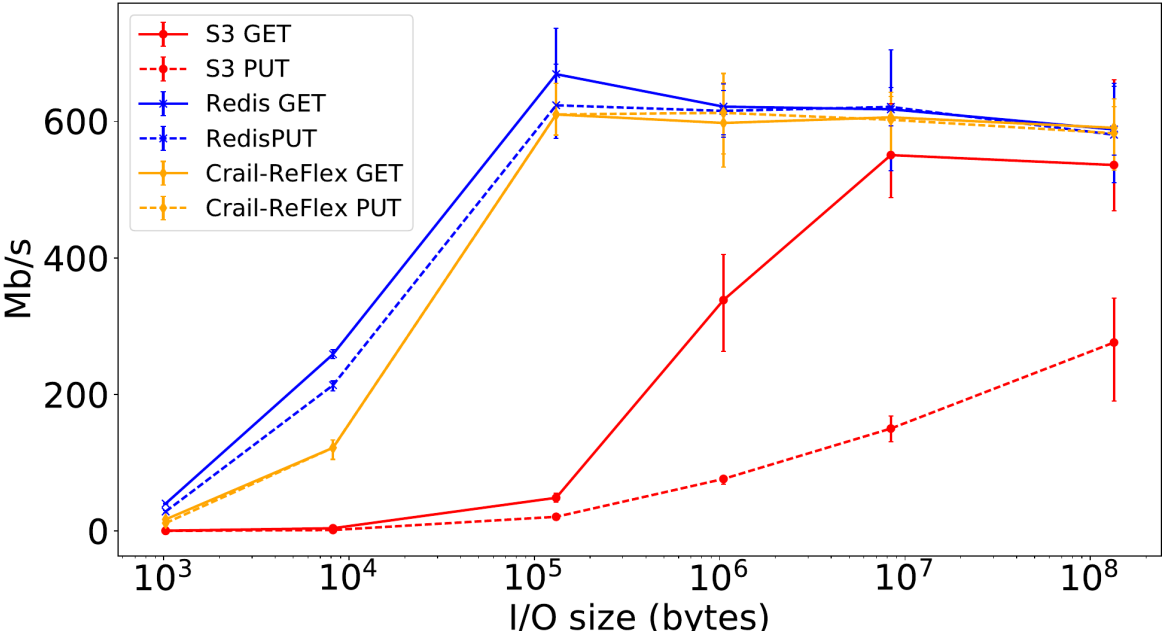 S3 GET
S3 PUT
Redis GET
RedisPUT
Crail-ReFlex GET
Crail-ReFlex PUT
Mb/s
600
400
200
0
10³ 10⁴ 10⁵ 10⁶ 10⁷ 10⁸
I/O size (bytes)